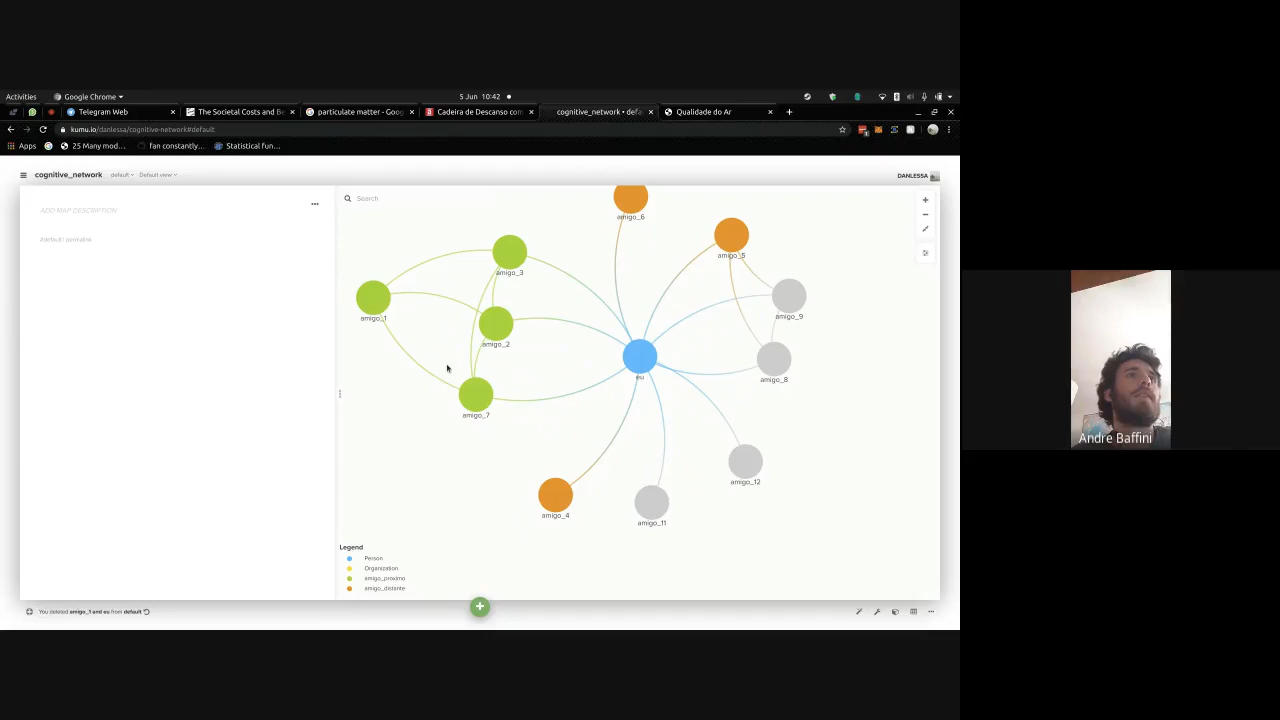 Activities
Google Chrome
5 Jun 10:42
Telegram Web
The Societal Costs and Be
particulate matter - Goog
Cadeira de Descanso com
cognitive_network • defa
Qualidade do Ar
kumu.io/danlessa/cognitive-network#default
Apps
25 Many mod...
fan constantly...
Statistical fun...
cognitive_network
default
Default view
DANLESSA
ADD MAP DESCRIPTION
#default | permalink
Search
amigo_6
amigo_5
amigo_3
amigo_1
amigo_9
amigo_2
eu
amigo_8
amigo_7
amigo_12
amigo_4
amigo_11
Legend
Person
Organization
amigo_proximo
amigo_distante
You deleted amigo_1 and eu from default
Andre Baffini